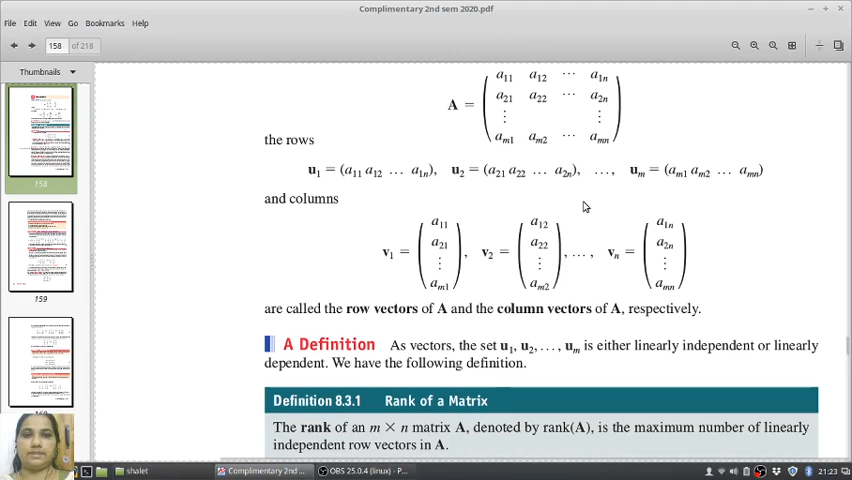 Complimentary 2nd sem 2020.pdf
File Edit View Go Bookmarks Help
158 of 218
Thumbnails
158
159
A = ( a11 a12 ⋯ a1n
a21 a22 ⋯ a2n
⋮ ⋮
am1 am2 ⋯ amn )
the rows
u1 = (a11 a12 … a1n), u2 = (a21 a22 … a2n), …, um = (am1 am2 … amn)
and columns
v1 = ( a11 a21 ⋮ am1 ), v2 = ( a12 a22 ⋮ am2 ), … , vn = ( a1n a2n ⋮ amn )
are called the row vectors of A and the column vectors of A, respectively.
A Definition As vectors, the set u1, u2, … , um is either linearly independent or linearly
dependent. We have the following definition.
Definition 8.3.1 Rank of a Matrix
The rank of an m × n matrix A, denoted by rank(A), is the maximum number of linearly
independent row vectors in A.
shalet Complimentary 2nd ... OBS 25.0.4 (linux) - P... 21:23